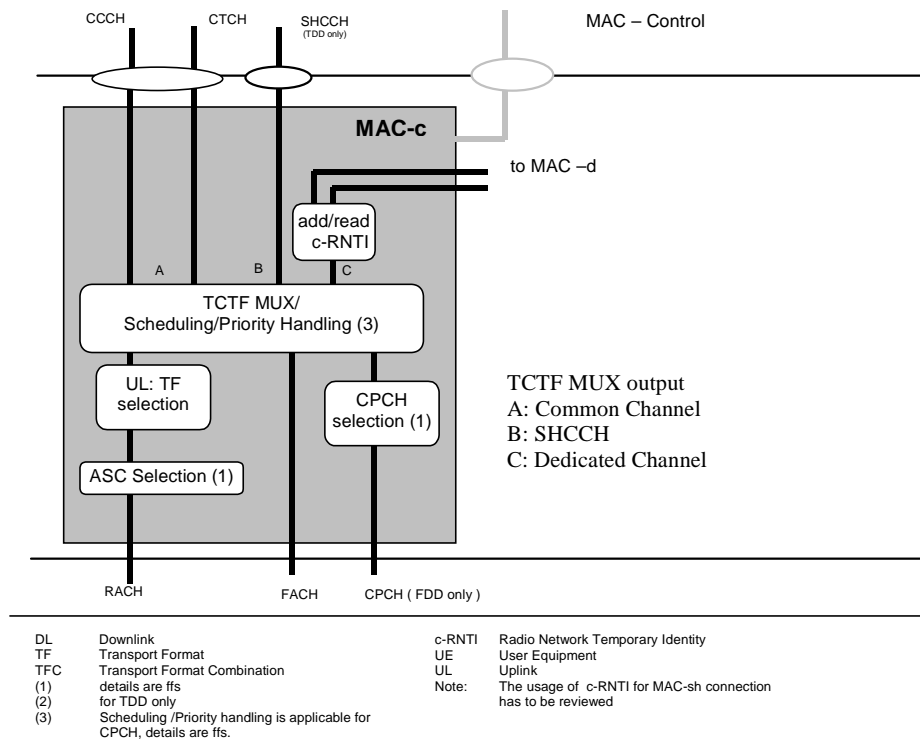 CCCH
CTCH
SHCCH
(TDD only)
MAC – Control
MAC-c
to MAC –d
add/read
c-RNTI
A
B
C
TCTF MUX/
Scheduling/Priority Handling (3)
UL: TF
selection
CPCH
selection (1)
ASC Selection (1)
TCTF MUX output
A: Common Channel
B: SHCCH
C: Dedicated Channel
RACH
FACH
CPCH ( FDD only )
DL Downlink
TF Transport Format
TFC Transport Format Combination
(1) details are ffs
(2) for TDD only
(3) Scheduling /Priority handling is applicable for
CPCH, details are ffs.
c-RNTI Radio Network Temporary Identity
UE User Equipment
UL Uplink
Note: The usage of c-RNTI for MAC-sh connection
has to be reviewed